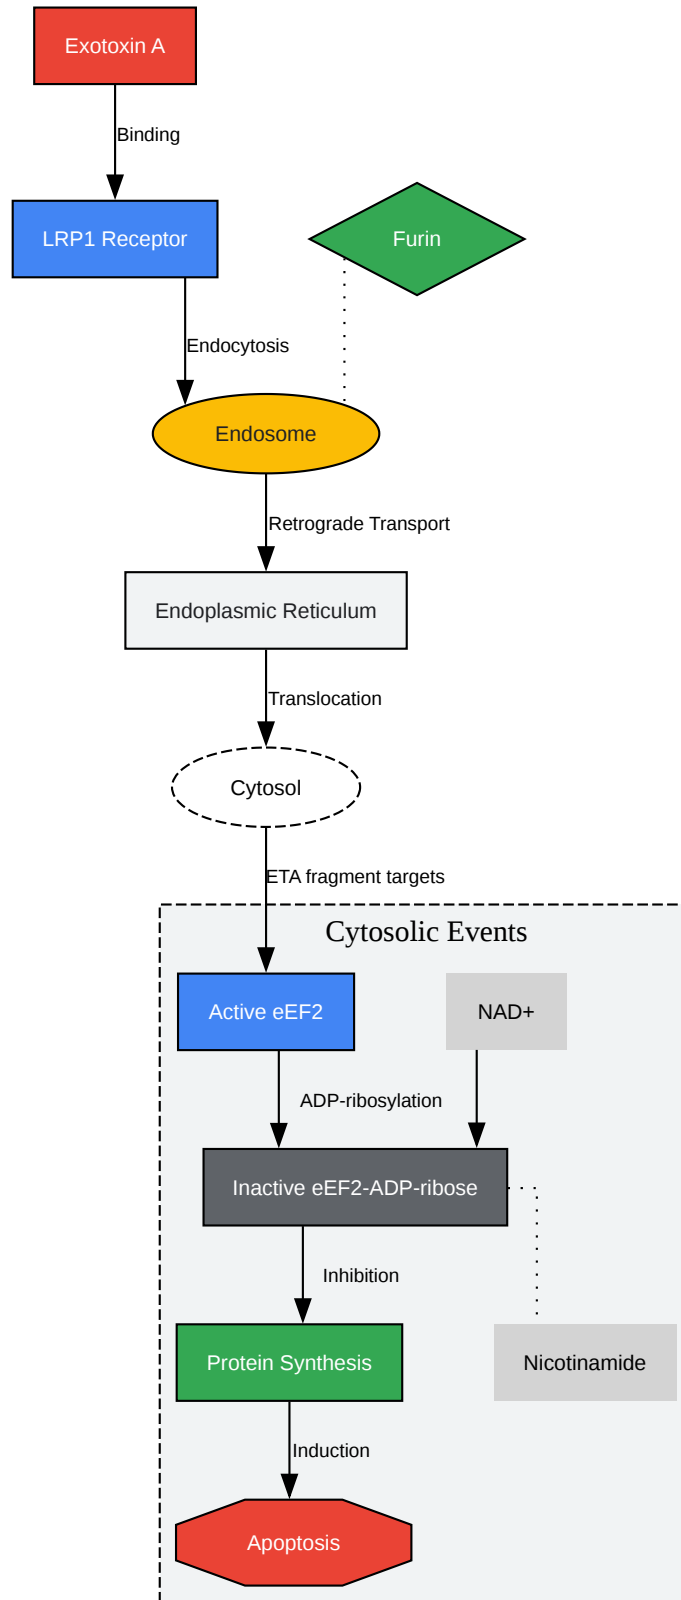 Exotoxin A
Binding
LRP1 Receptor
Furin
Endocytosis
Endosome
Retrograde Transport
Endoplasmic Reticulum
Translocation
Cytosol
ETA fragment targets
Cytosolic Events
Active eEF2
NAD+
ADP-ribosylation
Inactive eEF2-ADP-ribose
Inhibition
Protein Synthesis
Nicotinamide
Induction
Apoptosis